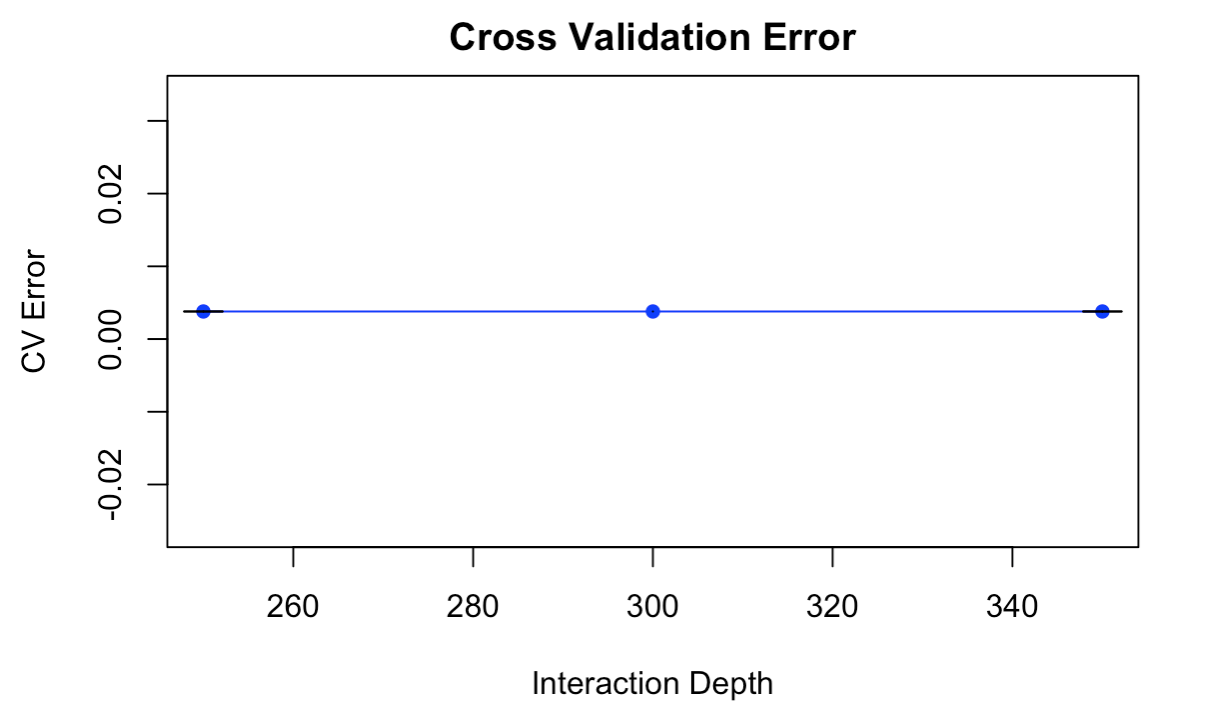 Cross Validation Error
0.02
0.00
-0.02
CV Error
260 280 300 320 340
Interaction Depth